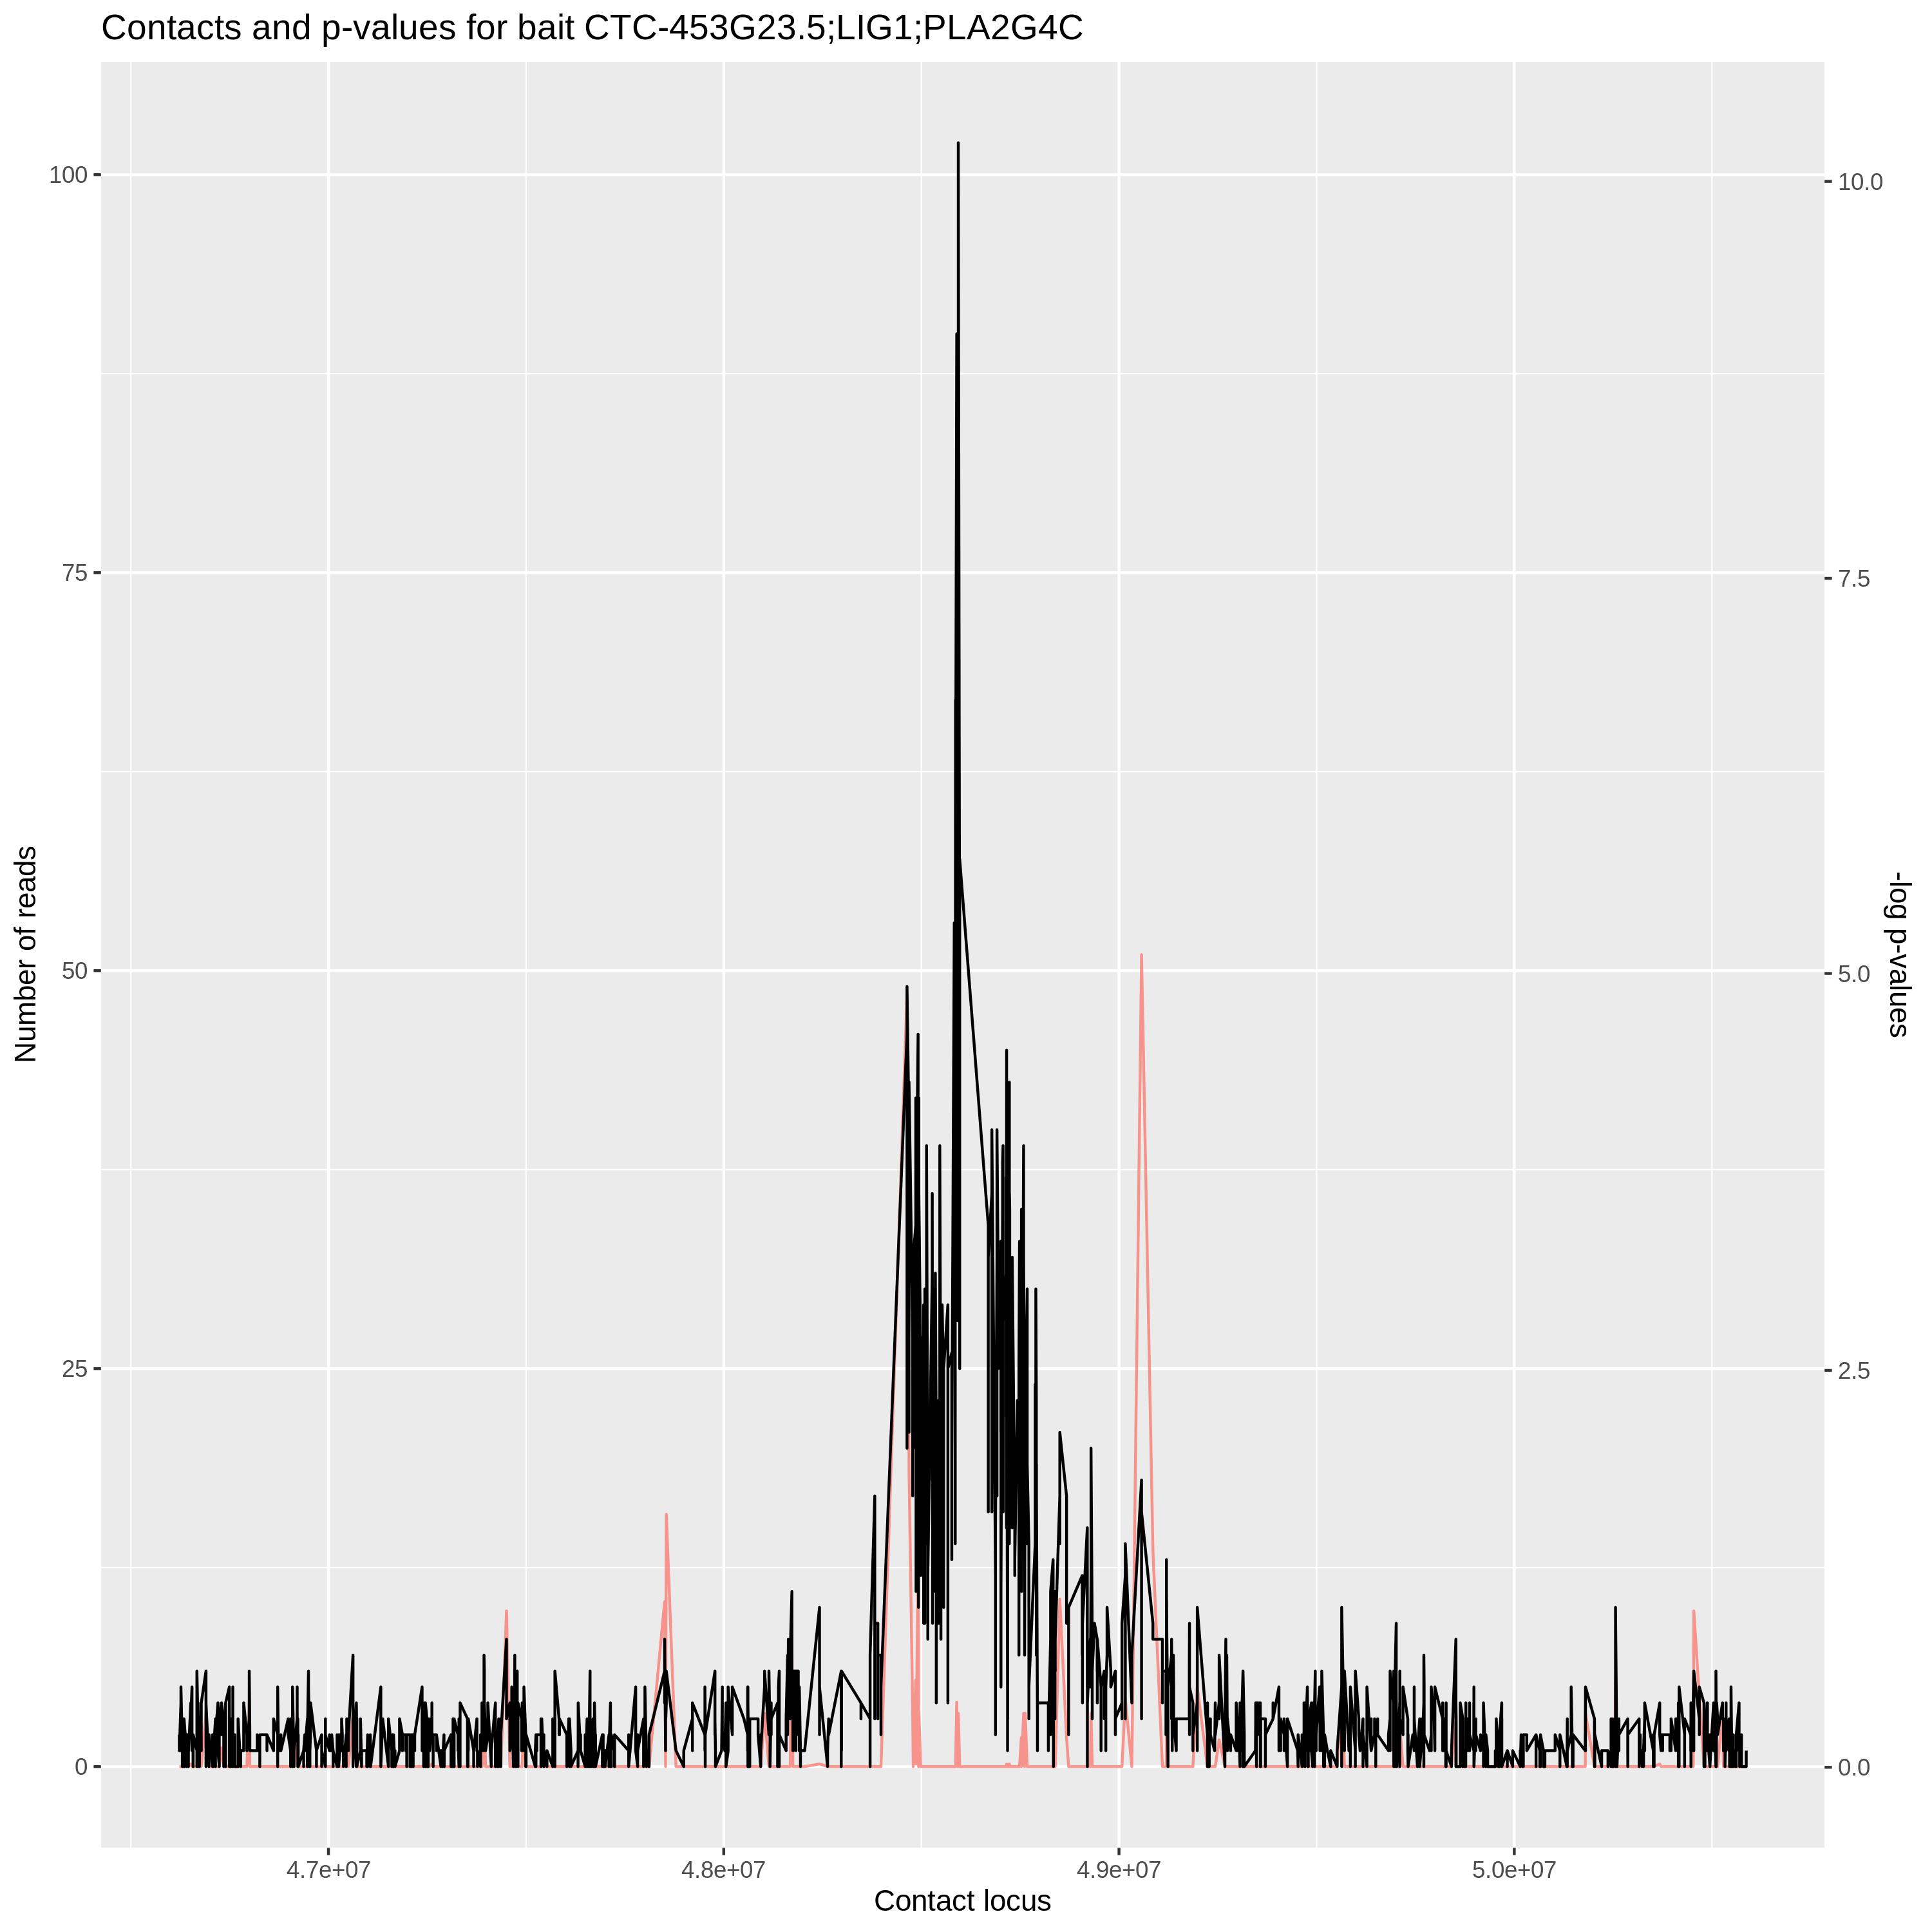 Contacts and p-values for bait CTC-453G23.5;LIG1;PLA2G4C
100
75
50
25
0
Number of reads
10.0
7.5
5.0
2.5
0.0
-log p-values
4.7e+07
4.8e+07
4.9e+07
5.0e+07
Contact locus